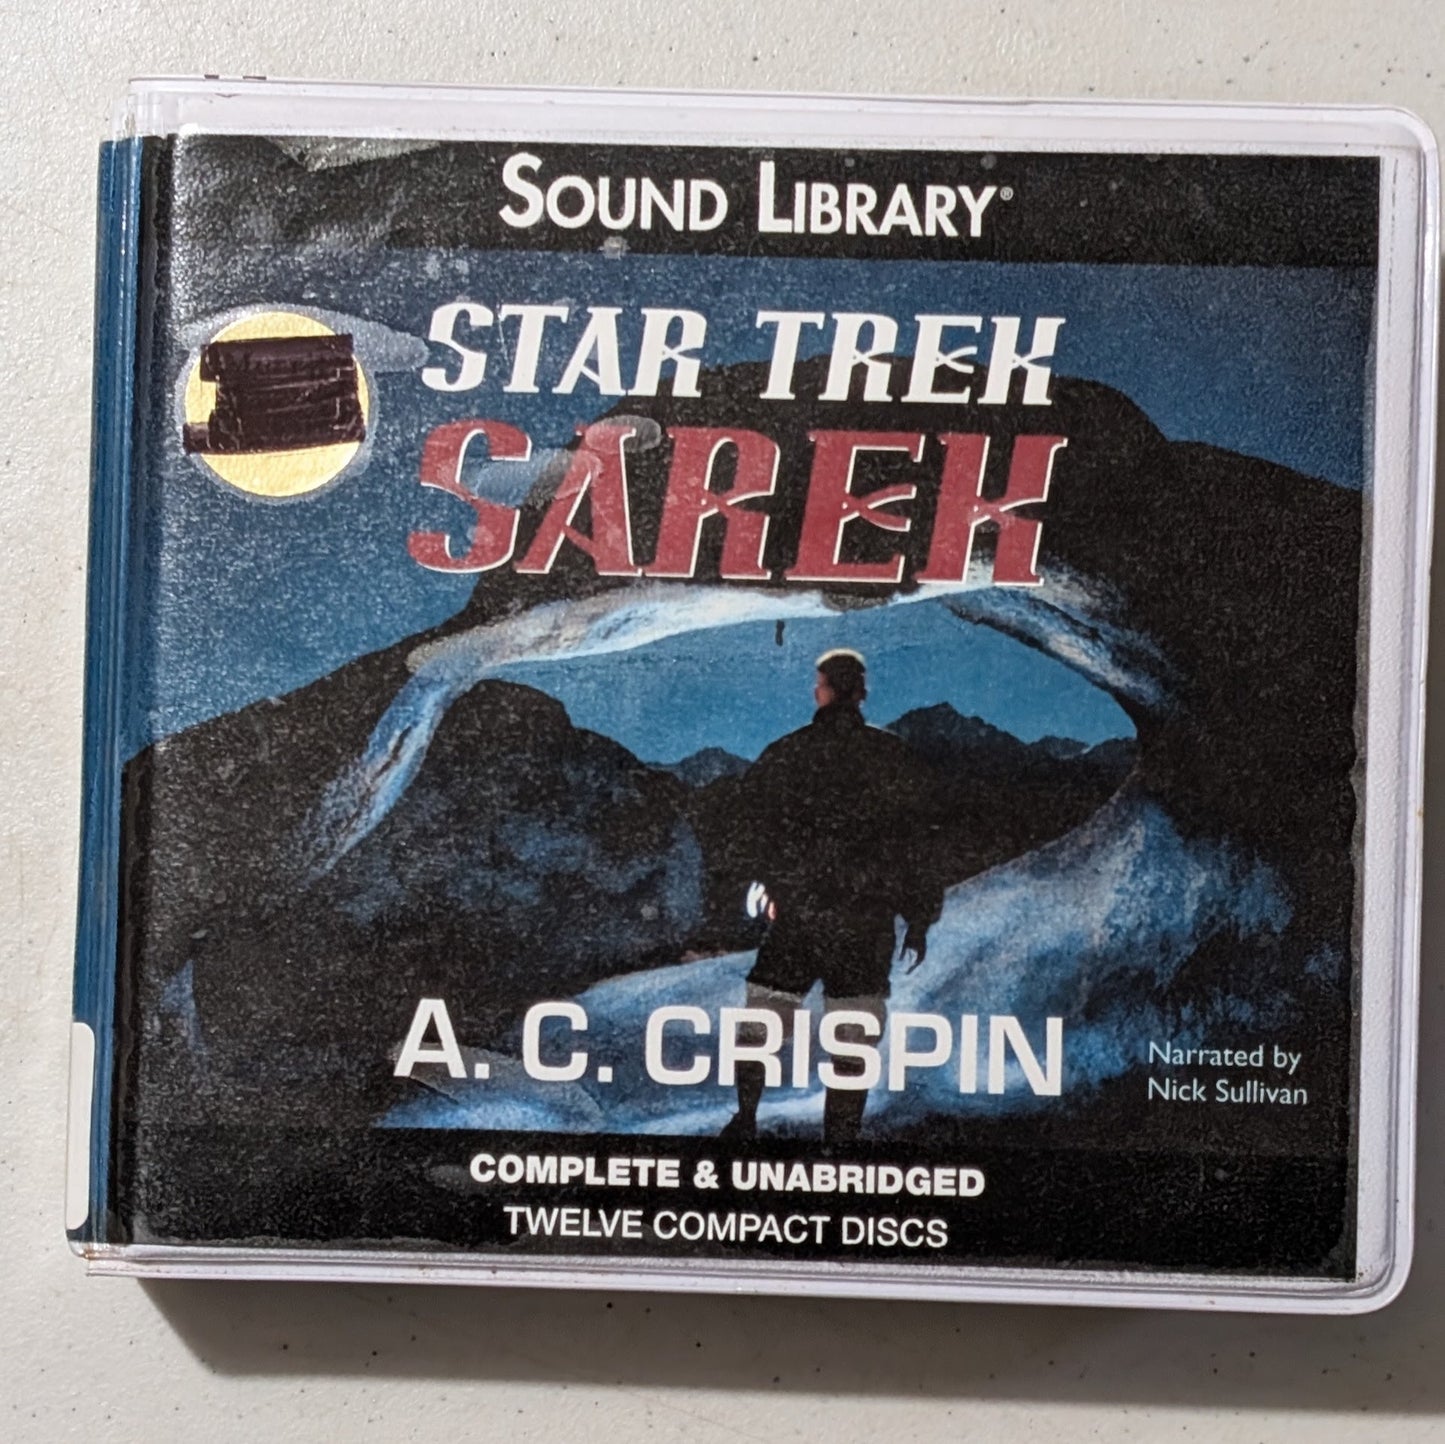 SOUND LIBRARY®
STAR TREK
SAREK
A. C. CRISPIN
Narrated by
Nick Sullivan
COMPLETE & UNABRIDGED
TWELVE COMPACT DISCS